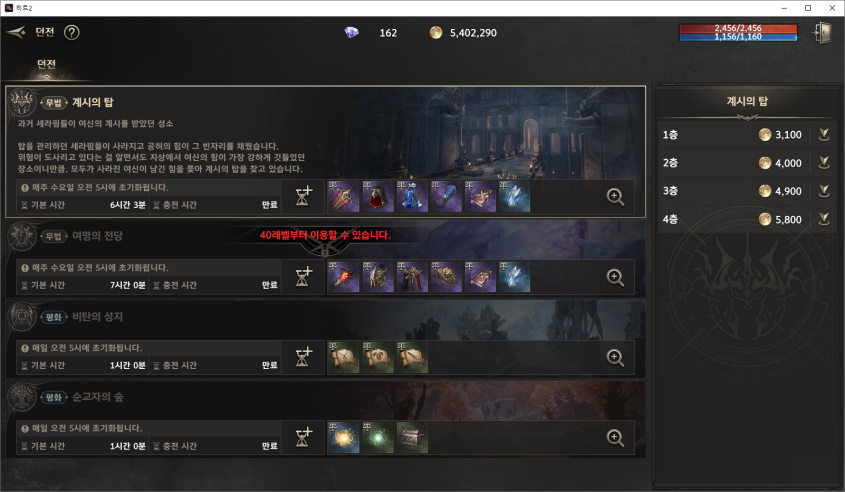 히트2
던전
?
162
5,402,290
2,456/2,456
1,156/1,160
던전
무법
계시의 탑
과거 세라핌들이 여신의 계시를 받았던 성소
탑을 관리하던 세라핌들이 사라지고 공허의 힘이 그 빈자리를 채웠습니다.
위험이 도사리고 있다는 걸 알면서도 지상에서 여신의 힘이 가장 강하게 깃들었던
장소이니만큼, 모두가 사라진 여신이 남긴 힘을 쫓아 계시의 탑을 찾고 있습니다.
매주 수요일 오전 5시에 초기화됩니다.
기본 시간 6시간 3분 충전 시간 만료
무법
여명의 전당
40레벨부터 이용할 수 있습니다.
매주 수요일 오전 5시에 초기화됩니다.
기본 시간 7시간 0분 충전 시간 만료
평화
비탄의 성지
매일 오전 5시에 초기화됩니다.
기본 시간 1시간 0분 충전 시간 만료
평화
순교자의 숲
매일 오전 5시에 초기화됩니다.
기본 시간 1시간 0분 충전 시간 만료
계시의 탑
1층 3,100
2층 4,000
3층 4,900
4층 5,800